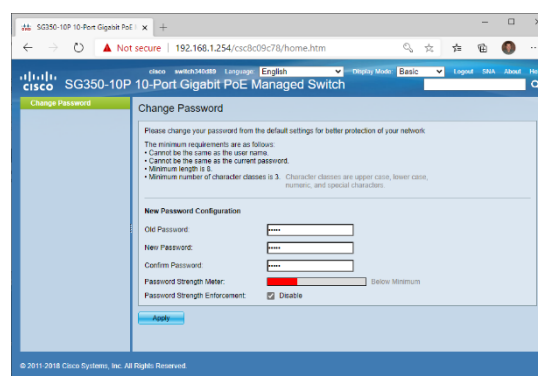 SG350-10P 10-Port Gigabit PoE
Not secure | 192.168.1.254/csc8c09c78/home.htm
cisco SG350-10P 10-Port Gigabit PoE Managed Switch
cisco Language: English Display Mode: Basic Logout SNA About
Change Password
Change Password
Please change your password from the default settings for better protection of your network
The minimum requirements are as follows:
• Cannot be the same as the user name.
• Cannot be the same as the current password.
• Minimum length is 8.
• Minimum number of character classes is 3. Character classes are upper case, lower case,
numeric, and special characters.
New Password Configuration
Old Password: •••••
New Password: •••••
Confirm Password: •••••
Password Strength Meter: Below Minimum
Password Strength Enforcement: Disable
Apply
© 2011-2018 Cisco Systems, Inc. All Rights Reserved.